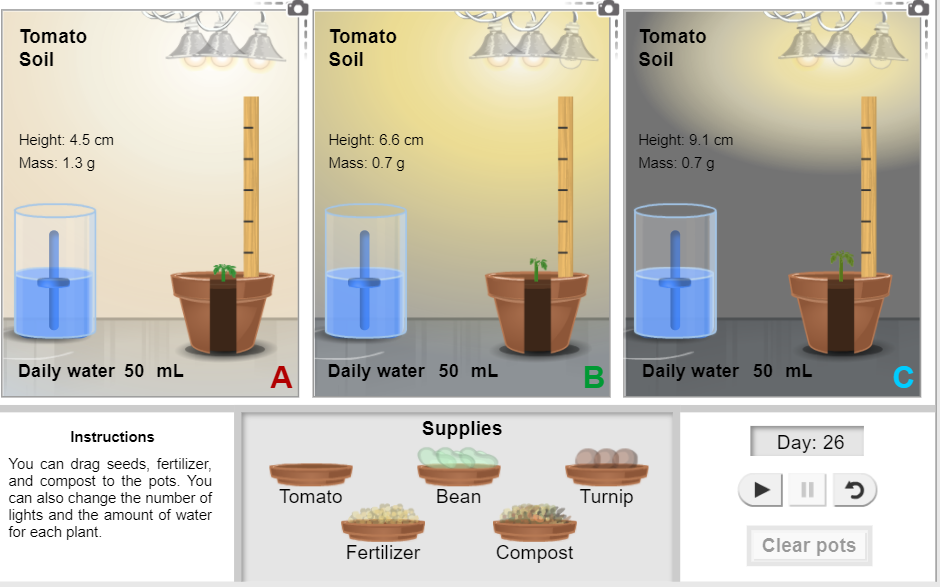 Tomato
Soil
Height: 4.5 cm
Mass: 1.3 g
Daily water 50 mL
A
Tomato
Soil
Height: 6.6 cm
Mass: 0.7 g
Daily water 50 mL
B
Tomato
Soil
Height: 9.1 cm
Mass: 0.7 g
Daily water 50 mL
C
Instructions
You can drag seeds, fertilizer,
and compost to the pots. You
can also change the number of
lights and the amount of water
for each plant.
Supplies
Tomato
Bean
Turnip
Fertilizer
Compost
Day: 26
Clear pots